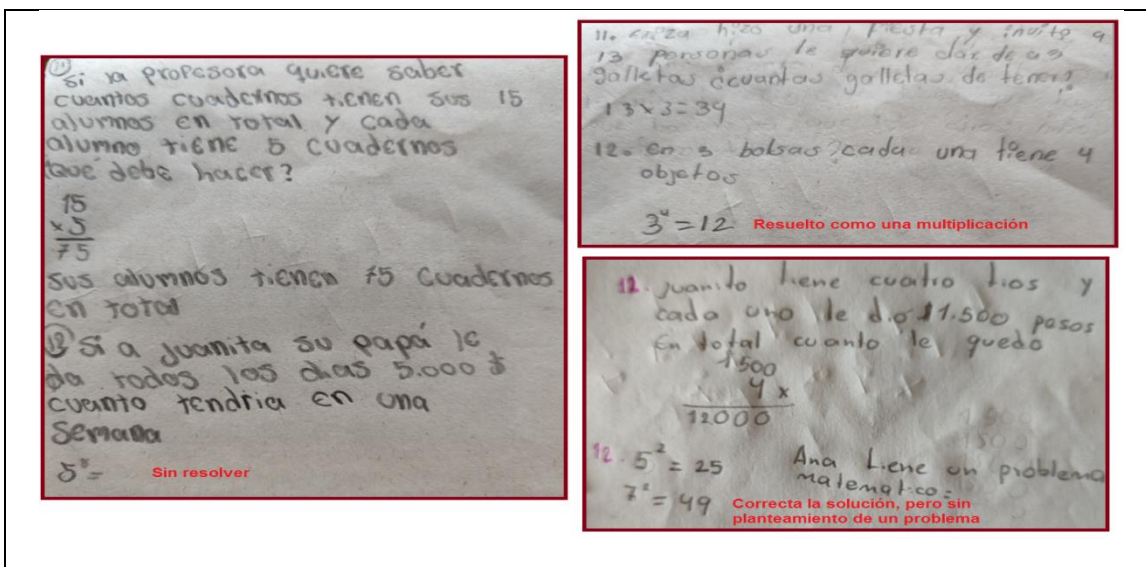 Si la profesora quiere saber
cuantos cuadernos tienen sus 15
alumnos en total y cada
alumno tiene 5 cuadernos
Que debe hacer?
15
x5
75
sus alumnos tienen 75 cuadernos
en total
12 Si a juanita su papá le
da todos los dias 5.000 $
cuanto tendria en una
semana
5⁵=
Sin resolver
11. hizo una fiesta y invito a
13 personas le quiere dar de a 3
galletas cuantas galletas de tener?
13x3=39
12. en 3 bolsas? cada una tiene 4
objetos
3⁴=12 Resuelto como una multiplicación
12. Juanito tiene cuatro tios y
cada uno le dio $1.500 pesos
En total cuanto le quedo
1500
4 x
12000
12. 5²=25 Ana tiene un problema
matematico:
7²=49 Correcta la solución, pero sin
planteamiento de un problema